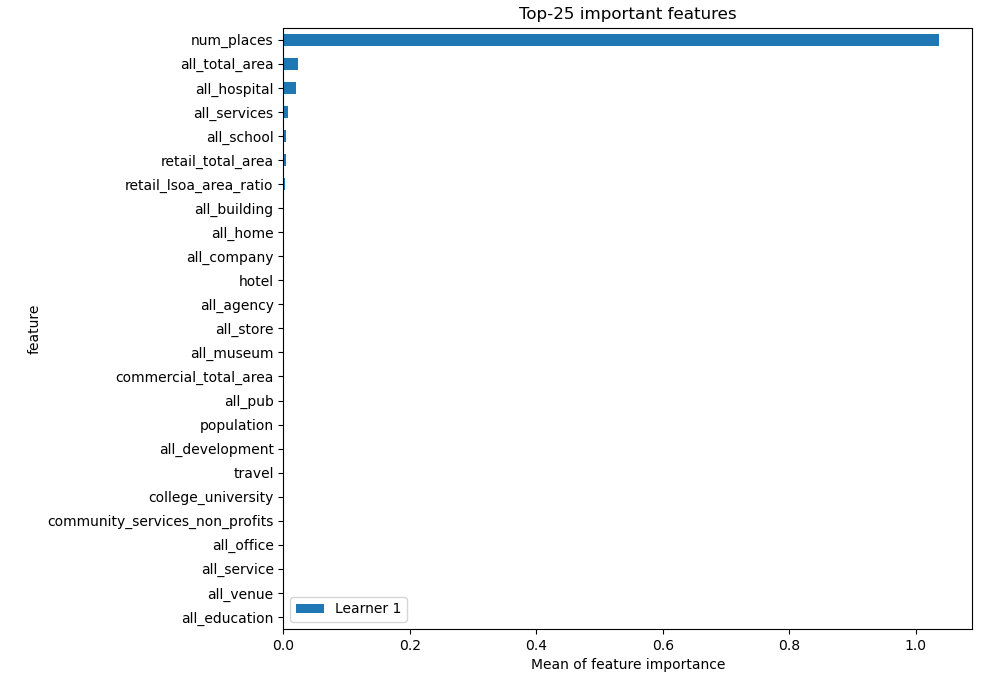 Top-25 important features
num_places
all_total_area
all_hospital
all_services
all_school
retail_total_area
retail_lsoa_area_ratio
all_building
all_home
all_company
hotel
all_agency
all_store
all_museum
commercial_total_area
all_pub
population
all_development
travel
college_university
community_services_non_profits
all_office
all_service
all_venue
all_education
feature
Learner 1
0.0 0.2 0.4 0.6 0.8 1.0
Mean of feature importance